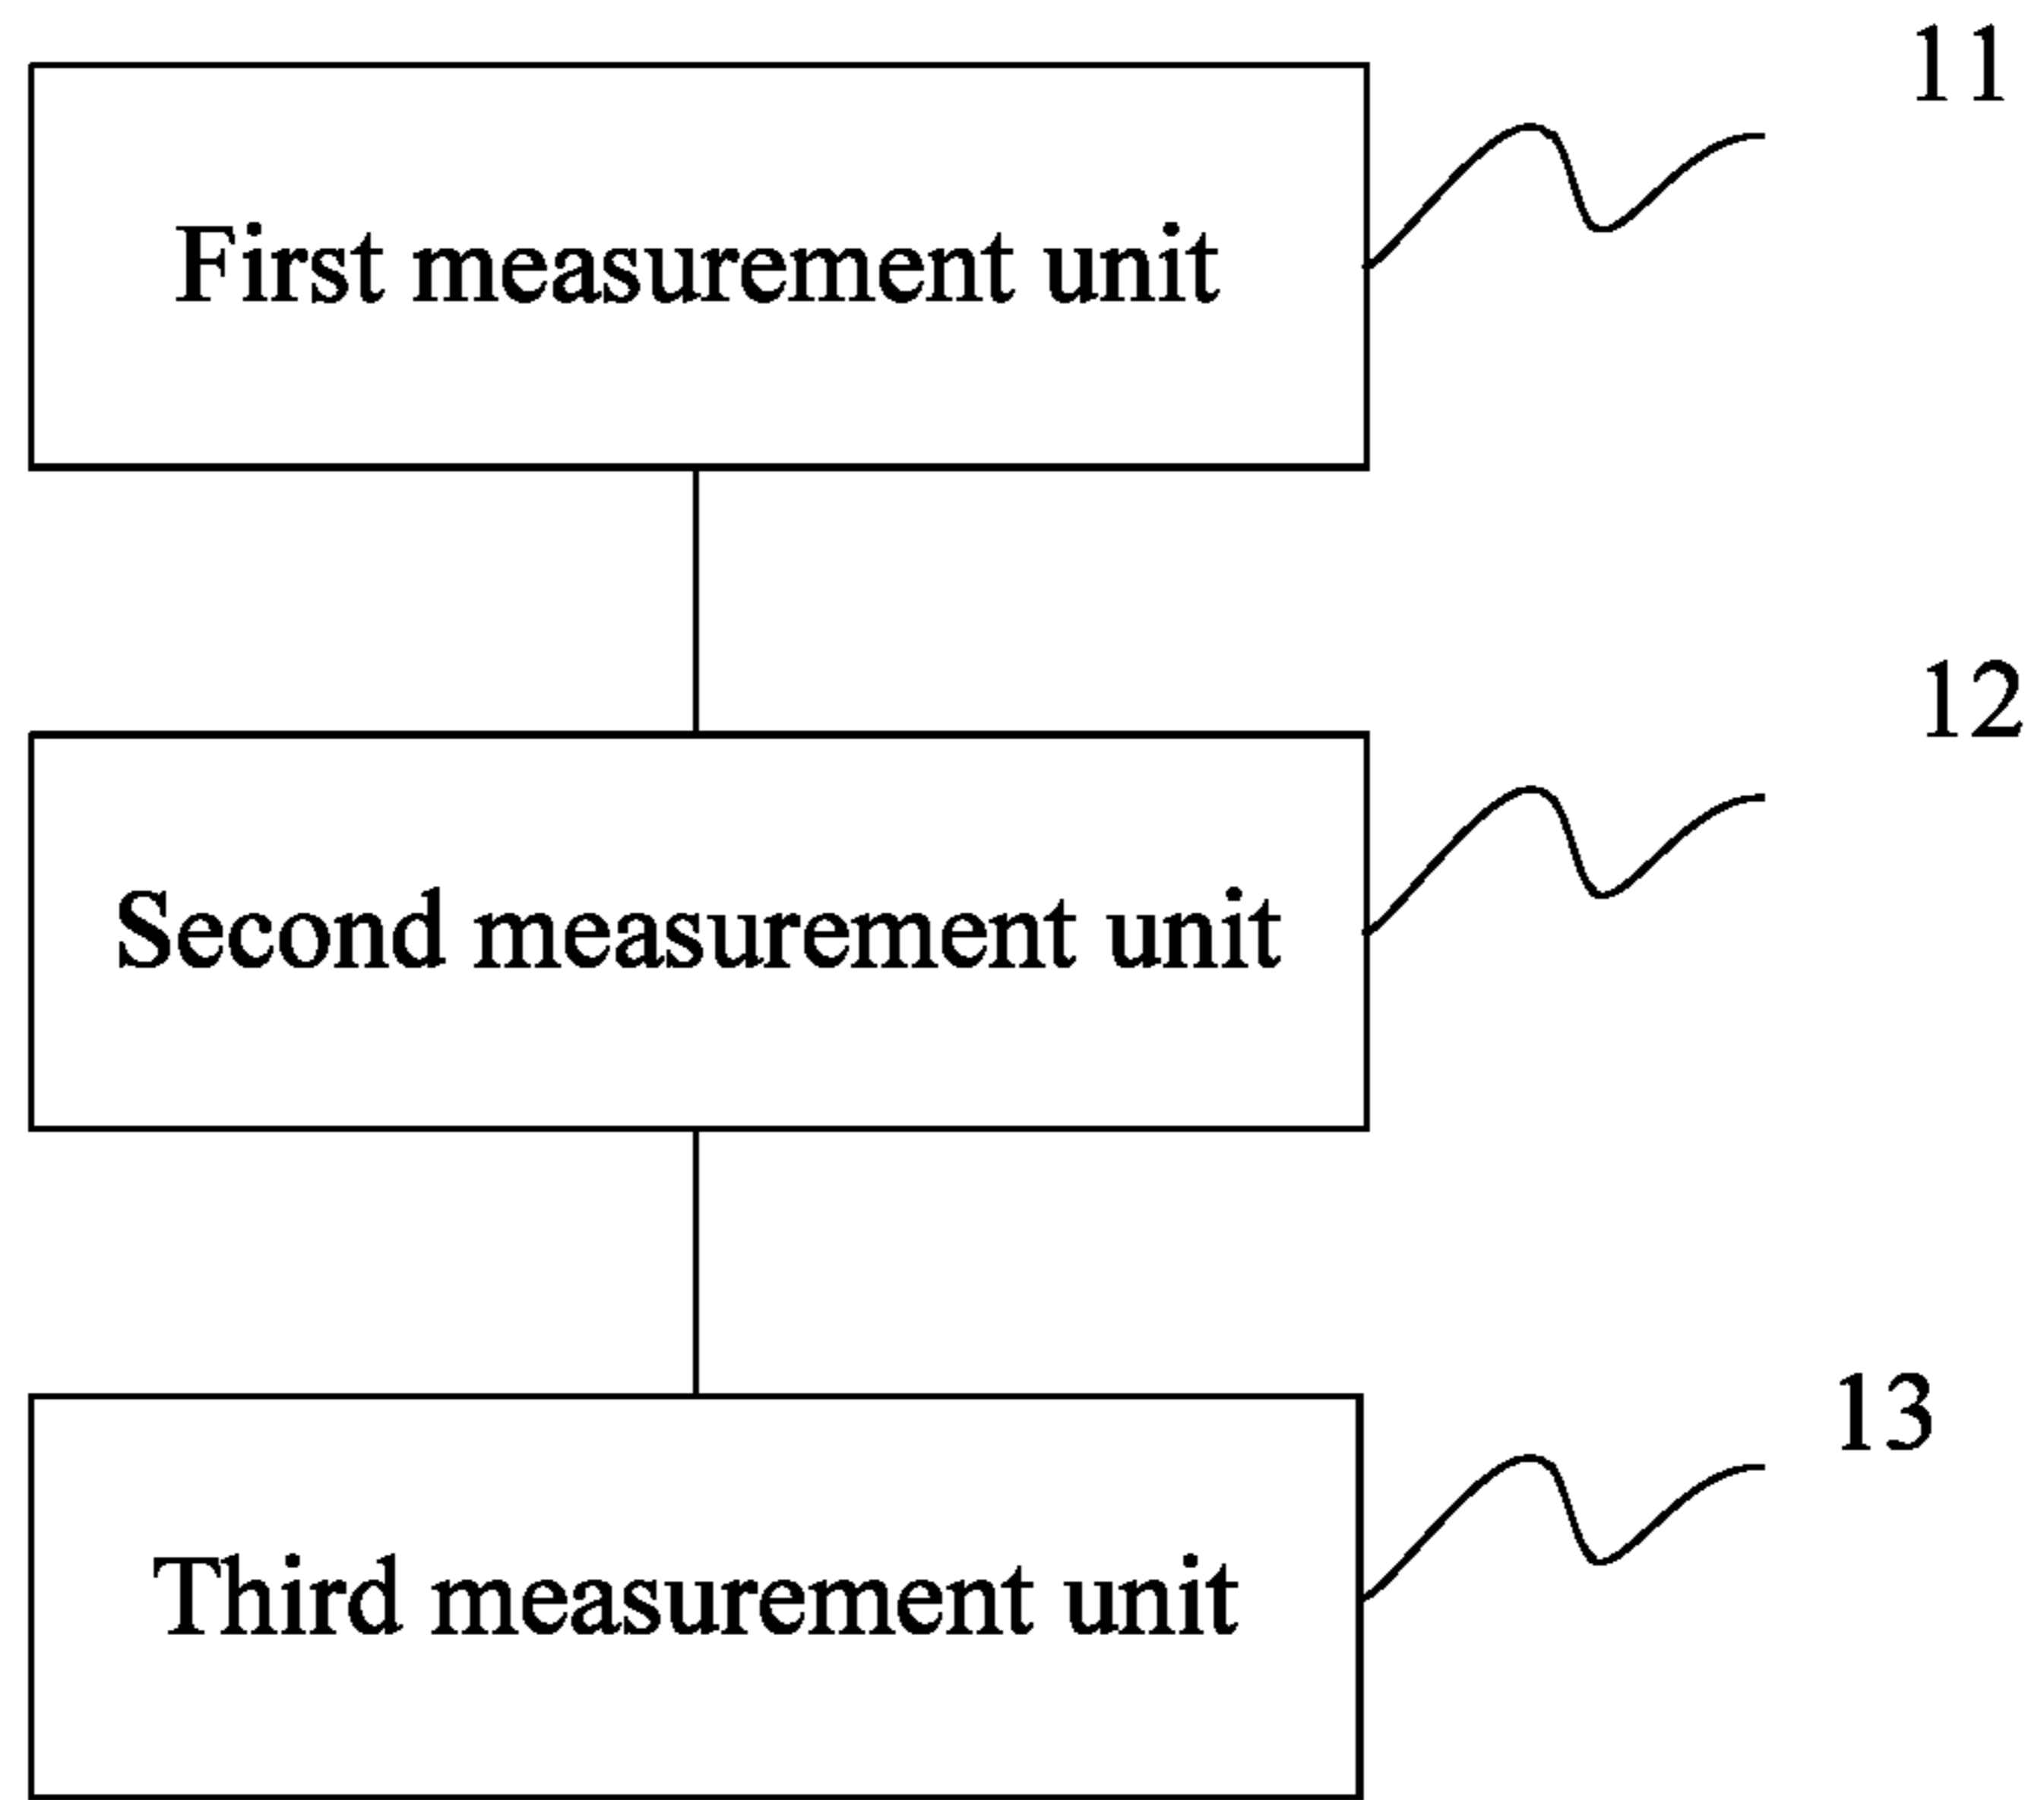 11
First measurement unit
12
Second measurement unit
13
Third measurement unit